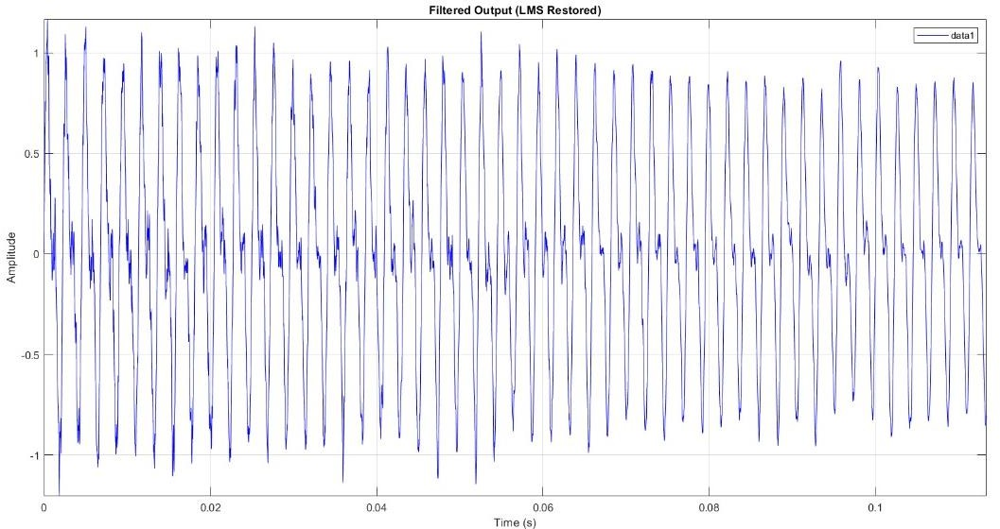 Filtered Output (LMS Restored)
data1
1
0.5
0
-0.5
-1
Amplitude
0 0.02 0.04 0.06 0.08 0.1
Time (s)